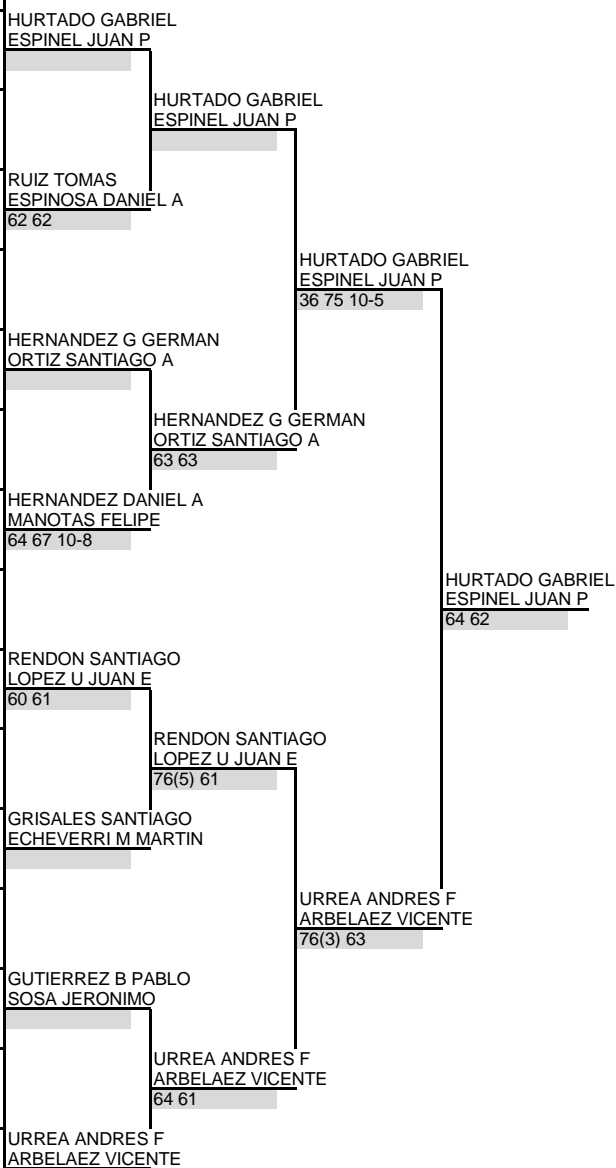 HURTADO GABRIEL
ESPINEL JUAN P
HURTADO GABRIEL
ESPINEL JUAN P
RUIZ TOMAS
ESPINOSA DANIEL A
62 62
HURTADO GABRIEL
ESPINEL JUAN P
36 75 10-5
HERNANDEZ G GERMAN
ORTIZ SANTIAGO A
HERNANDEZ G GERMAN
ORTIZ SANTIAGO A
63 63
HERNANDEZ DANIEL A
MANOTAS FELIPE
64 67 10-8
HURTADO GABRIEL
ESPINEL JUAN P
64 62
RENDON SANTIAGO
LOPEZ U JUAN E
60 61
RENDON SANTIAGO
LOPEZ U JUAN E
76(5) 61
GRISALES SANTIAGO
ECHEVERRI M MARTIN
URREA ANDRES F
ARBELAEZ VICENTE
76(3) 63
GUTIERREZ B PABLO
SOSA JERONIMO
URREA ANDRES F
ARBELAEZ VICENTE
64 61
URREA ANDRES F
ARBELAEZ VICENTE